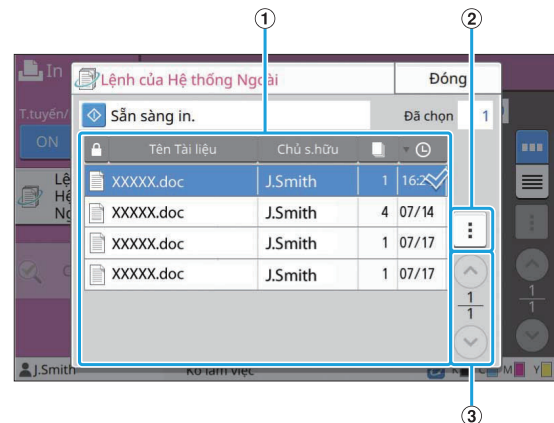 ① ②
In
Lệnh của Hệ thống Ngoài Đóng
T.tuyến/
Sẵn sàng in. Đã chọn 1
ON
Tên Tài liệu Chủ s.hữu
Lệ
Hệ
Ng
XXXXX.doc J.Smith 1 16:2
XXXXX.doc J.Smith 4 07/14
XXXXX.doc J.Smith 1 07/17
XXXXX.doc J.Smith 1 07/17
1
1
1
1
J.Smith Ko làm việc K C M Y
③